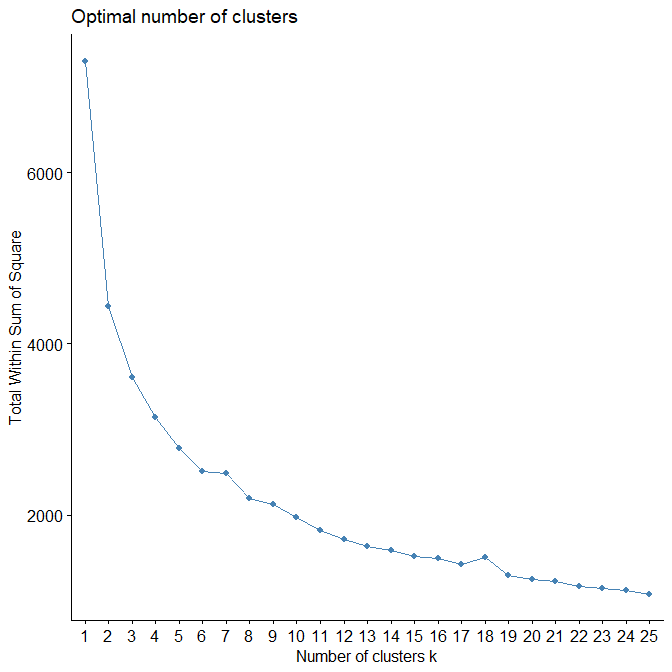 Optimal number of clusters
Total Within Sum of Square
6000
4000
2000
1 2 3 4 5 6 7 8 9 10 11 12 13 14 15 16 17 18 19 20 21 22 23 24 25
Number of clusters k